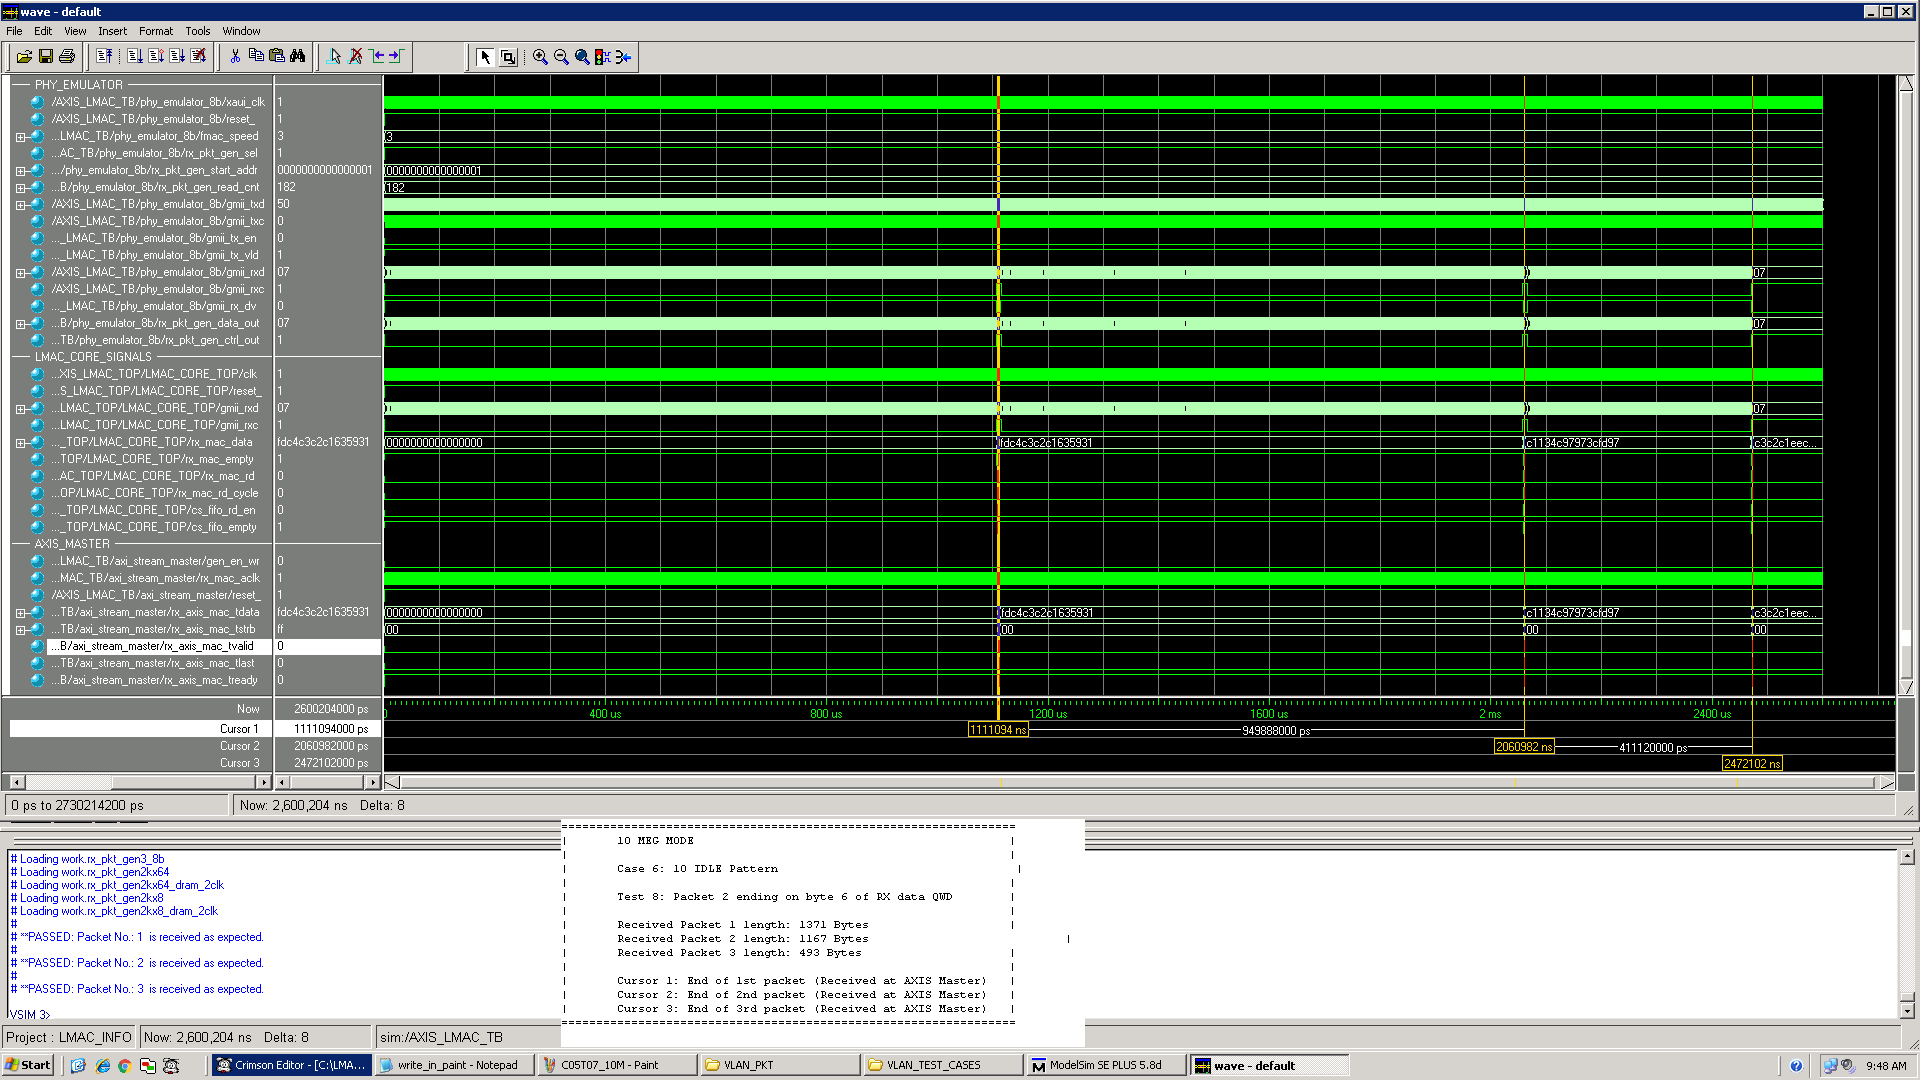 wave - default
File Edit View Insert Format Tools Window
PHY_EMULATOR
/AXIS_LMAC_TB/phy_emulator_8b/xaui_clk 1
/AXIS_LMAC_TB/phy_emulator_8b/reset_ 1
...LMAC_TB/phy_emulator_8b/fmac_speed 3 3
...AC_TB/phy_emulator_8b/rx_pkt_gen_sel 1
.../phy_emulator_8b/rx_pkt_gen_start_addr 0000000000000001 0000000000000001
...B/phy_emulator_8b/rx_pkt_gen_read_cnt 182 182
/AXIS_LMAC_TB/phy_emulator_8b/gmii_txd 50
/AXIS_LMAC_TB/phy_emulator_8b/gmii_txc 0
..._LMAC_TB/phy_emulator_8b/gmii_tx_en 0
..._LMAC_TB/phy_emulator_8b/gmii_tx_vld 1
/AXIS_LMAC_TB/phy_emulator_8b/gmii_rxd 07 07
/AXIS_LMAC_TB/phy_emulator_8b/gmii_rxc 1
..._LMAC_TB/phy_emulator_8b/gmii_rx_dv 0
...B/phy_emulator_8b/rx_pkt_gen_data_out 07 07
...TB/phy_emulator_8b/rx_pkt_gen_ctrl_out 1
LMAC_CORE_SIGNALS
...XIS_LMAC_TOP/LMAC_CORE_TOP/clk 1
...S_LMAC_TOP/LMAC_CORE_TOP/reset_ 1
...LMAC_TOP/LMAC_CORE_TOP/gmii_rxd 07 07
...LMAC_TOP/LMAC_CORE_TOP/gmii_rxc 1
..._TOP/LMAC_CORE_TOP/rx_mac_data fdc4c3c2c1635931 0000000000000000 fdc4c3c2c1635931 c1134c97973cfd97 c3c2c1eec...
...TOP/LMAC_CORE_TOP/rx_mac_empty 1
...AC_TOP/LMAC_CORE_TOP/rx_mac_rd 0
...OP/LMAC_CORE_TOP/rx_mac_rd_cycle 0
..._TOP/LMAC_CORE_TOP/cs_fifo_rd_en 0
..._TOP/LMAC_CORE_TOP/cs_fifo_empty 1
AXIS_MASTER
...LMAC_TB/axi_stream_master/gen_en_wr 0
...MAC_TB/axi_stream_master/rx_mac_aclk 1
/AXIS_LMAC_TB/axi_stream_master/reset_ 1
...TB/axi_stream_master/rx_axis_mac_tdata fdc4c3c2c1635931 0000000000000000 fdc4c3c2c1635931 c1134c97973cfd97 c3c2c1eec...
...TB/axi_stream_master/rx_axis_mac_tstrb ff 00 00 00 00
...B/axi_stream_master/rx_axis_mac_tvalid 0
...TB/axi_stream_master/rx_axis_mac_tlast 0
...B/axi_stream_master/rx_axis_mac_tready 0
Now 2600204000 ps 400 us 800 us 1200 us 1600 us 2 ms 2400 us
Cursor 1 1111094000 ps 1111094 ns 949888000 ps
Cursor 2 2060982000 ps 2060982 ns 411120000 ps
Cursor 3 2472102000 ps 2472102 ns
0 ps to 2730214200 ps Now: 2,600,204 ns Delta: 8
# Loading work.rx_pkt_gen3_8b
# Loading work.rx_pkt_gen2kx64
# Loading work.rx_pkt_gen2kx64_dram_2clk
# Loading work.rx_pkt_gen2kx8
# Loading work.rx_pkt_gen2kx8_dram_2clk
#
# **PASSED: Packet No.: 1 is received as expected.
#
# **PASSED: Packet No.: 2 is received as expected.
#
# **PASSED: Packet No.: 3 is received as expected.
VSIM 3>
10 MEG MODE
Case 6: 10 IDLE Pattern
Test 8: Packet 2 ending on byte 6 of RX data QWD
Received Packet 1 length: 1371 Bytes
Received Packet 2 length: 1167 Bytes
Received Packet 3 length: 493 Bytes
Cursor 1: End of 1st packet (Received at AXIS Master)
Cursor 2: End of 2nd packet (Received at AXIS Master)
Cursor 3: End of 3rd packet (Received at AXIS Master)
Project : LMAC_INFO Now: 2,600,204 ns Delta: 8 sim:/AXIS_LMAC_TB
Start Crimson Editor - [C:\LMA... write_in_paint - Notepad C05T07_10M - Paint VLAN_PKT VLAN_TEST_CASES ModelSim SE PLUS 5.8d wave - default 9:48 AM